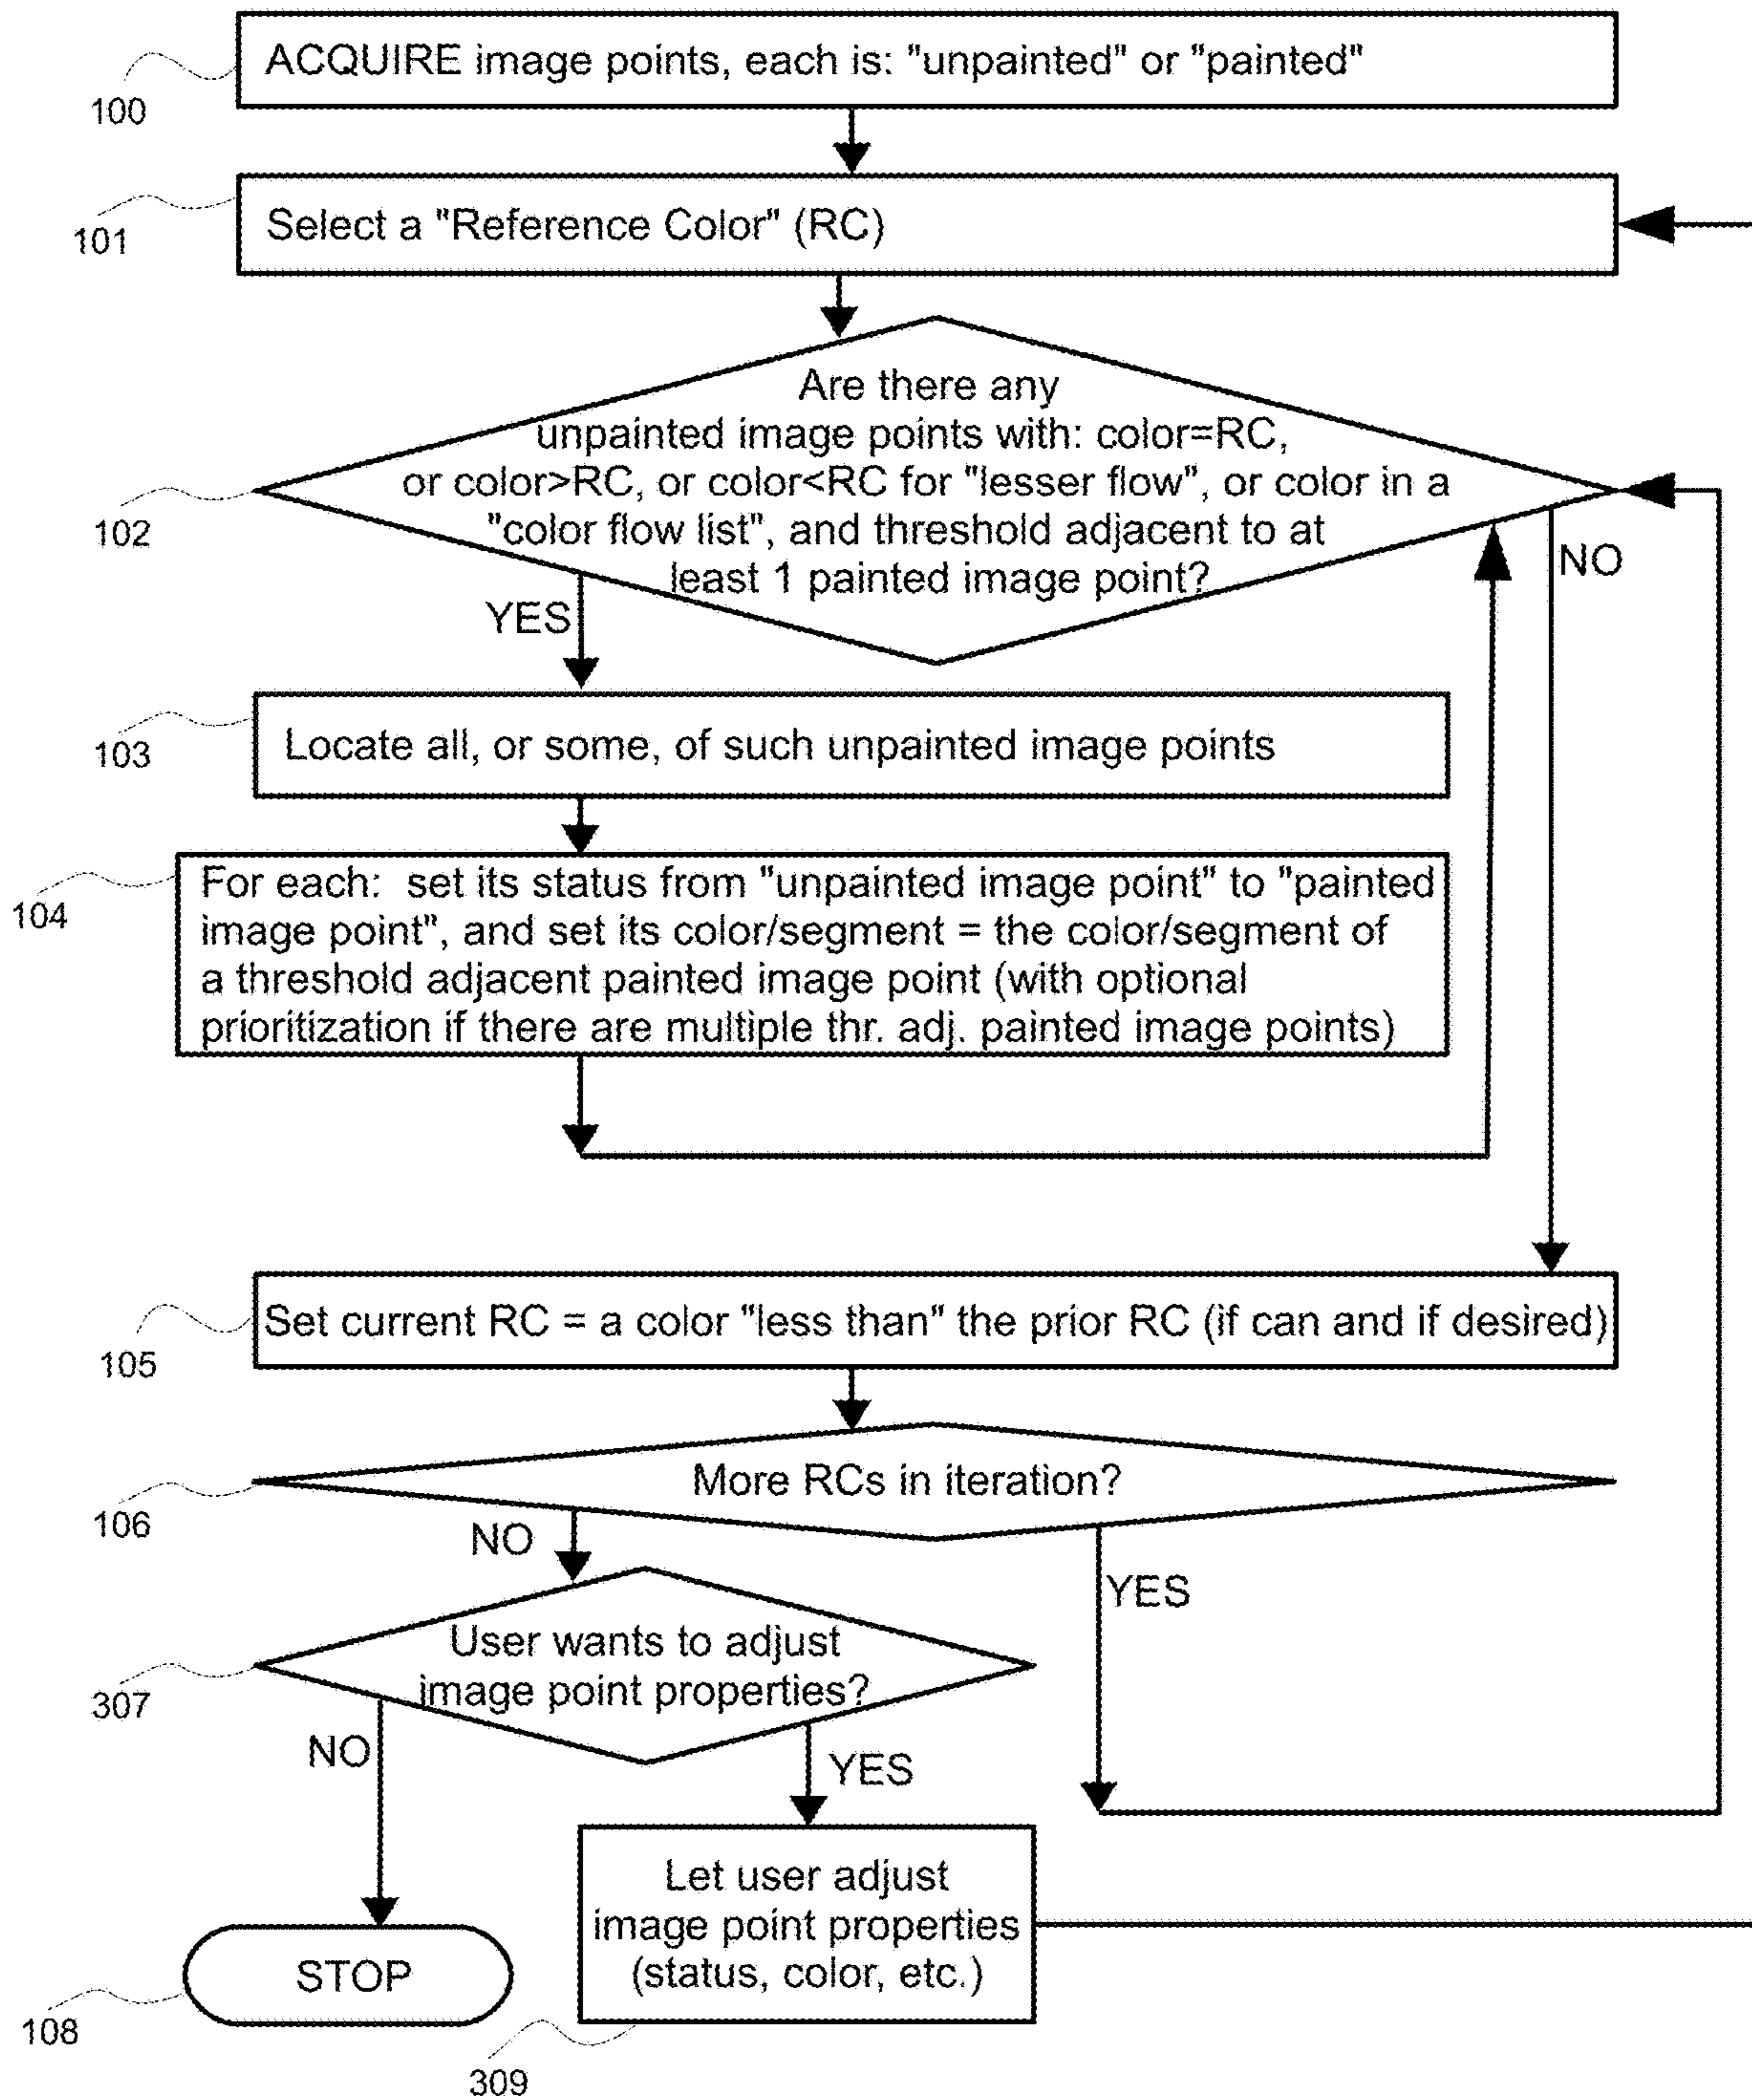 ACQUIRE image points, each is: "unpainted" or "painted"
100
Select a "Reference Color" (RC)
101
Are there any
unpainted image points with: color=RC,
or color>RC, or color<RC for "lesser flow", or color in a
"color flow list", and threshold adjacent to at
least 1 painted image point?
102
NO
YES
Locate all, or some, of such unpainted image points
103
For each: set its status from "unpainted image point" to "painted
image point", and set its color/segment = the color/segment of
a threshold adjacent painted image point (with optional
prioritization if there are multiple thr. adj. painted image points)
104
Set current RC = a color "less than" the prior RC (if can and if desired)
105
More RCs in iteration?
106
NO
YES
User wants to adjust
image point properties?
307
NO
YES
Let user adjust
image point properties
(status, color, etc.)
STOP
108
309